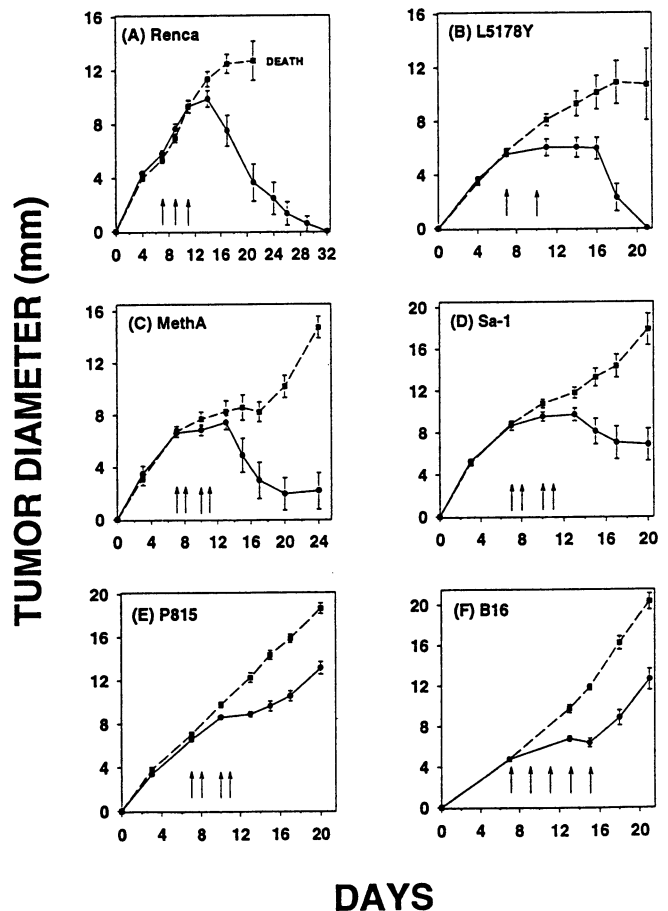 (A) Renca
DEATH
16
12
8
4
0
0 4 8 12 16 20 24 28 32
(B) L5178Y
16
12
8
4
0
0 4 8 12 16 20
(C) MethA
16
12
8
4
0
0 4 8 12 16 20 24
(D) Sa-1
20
16
12
8
4
0
0 4 8 12 16 20
(E) P815
20
16
12
8
4
0
0 4 8 12 16 20
(F) B16
20
16
12
8
4
0
0 4 8 12 16 20
TUMOR DIAMETER (mm)
DAYS